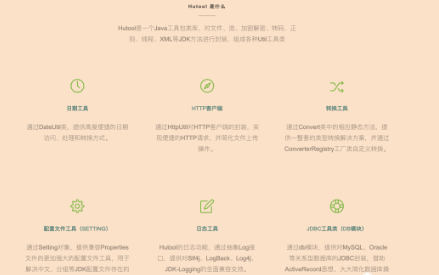 Hutool 是什么
Hutool是一个Java工具包类库，对文件、流、加密解密、转码、正
则、线程、XML等JDK方法进行封装，组成各种Util工具类
日期工具
HTTP客户端
转换工具
通过DateUtil类，提供高度便捷的日期
访问、处理和转换方式。
通过HttpUtil对HTTP客户端的封装，实
现便捷的HTTP请求，并简化文件上传
操作。
通过Convert类中的相应静态方法，提
供一整套的类型转换解决方案，并通过
ConverterRegistry工厂类自定义转换。
配置文件工具（SETTING）
日志工具
JDBC工具类（DB模块）
通过Setting对象，提供兼容Properties
文件的更加强大的配置文件工具，用于
解决中文、分组等JDK配置文件存在的
Hutool的日志功能，通过抽象Log接
口，提供对Slf4j、LogBack、Log4j、
JDK-Logging的全面兼容支持。
通过db模块，提供对MySQL、Oracle
等关系型数据库的JDBC封装，借助
ActiveRecord思想，大大简化数据库